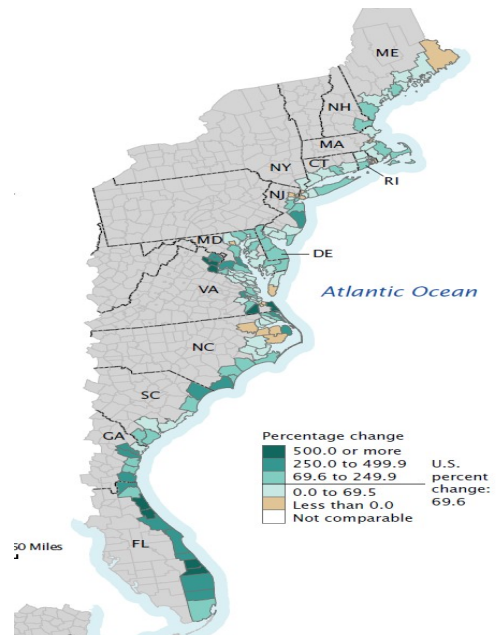 ME
NH
MA
NY
CT
RI
NJ
MD
DE
VA
Atlantic Ocean
NC
SC
GA
Percentage change
500.0 or more
250.0 to 499.9
69.6 to 249.9
0.0 to 69.5
Less than 0.0
Not comparable
U.S.
percent
change:
69.6
50 Miles
FL